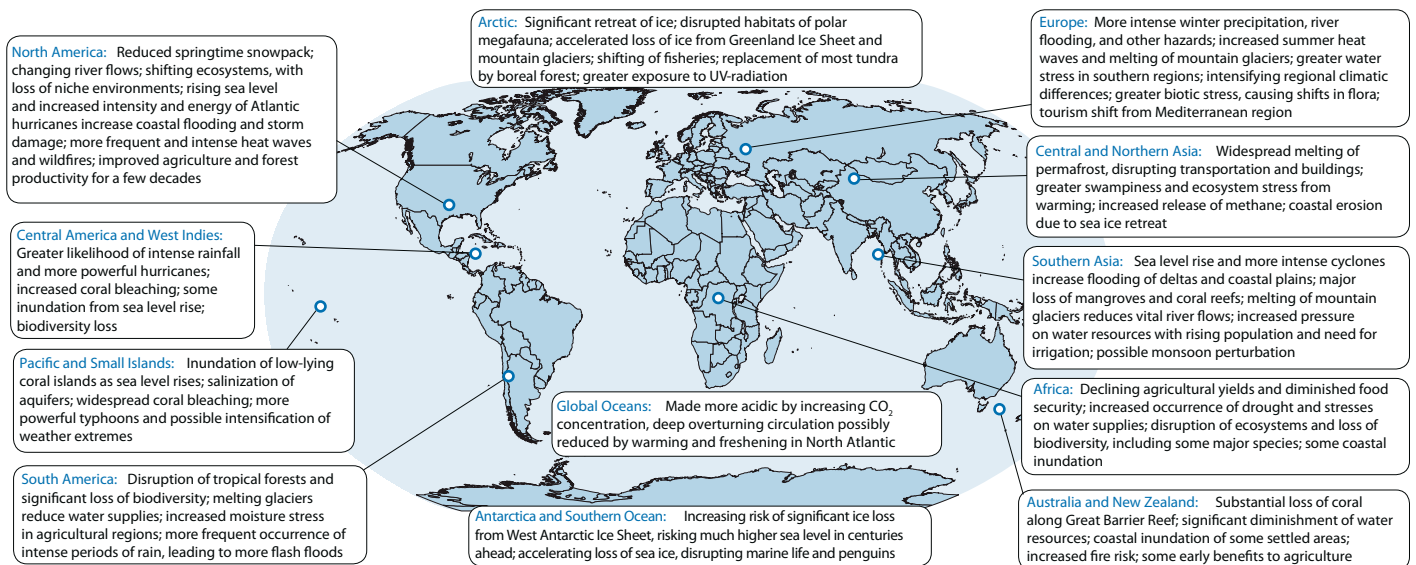 Arctic: Significant retreat of ice; disrupted habitats of polar
megafauna; accelerated loss of ice from Greenland Ice Sheet and
mountain glaciers; shifting of fisheries; replacement of most tundra
by boreal forest; greater exposure to UV-radiation
Europe: More intense winter precipitation, river
flooding, and other hazards; increased summer heat
waves and melting of mountain glaciers; greater water
stress in southern regions; intensifying regional climatic
differences; greater biotic stress, causing shifts in flora;
tourism shift from Mediterranean region
North America: Reduced springtime snowpack;
changing river flows; shifting ecosystems, with
loss of niche environments; rising sea level
and increased intensity and energy of Atlantic
hurricanes increase coastal flooding and storm
damage; more frequent and intense heat waves
and wildfires; improved agriculture and forest
productivity for a few decades
Central and Northern Asia: Widespread melting of
permafrost, disrupting transportation and buildings;
greater swampiness and ecosystem stress from
warming; increased release of methane; coastal erosion
due to sea ice retreat
Central America and West Indies:
Greater likelihood of intense rainfall
and more powerful hurricanes;
increased coral bleaching; some
inundation from sea level rise;
biodiversity loss
Southern Asia: Sea level rise and more intense cyclones
increase flooding of deltas and coastal plains; major
loss of mangroves and coral reefs; melting of mountain
glaciers reduces vital river flows; increased pressure
on water resources with rising population and need for
irrigation; possible monsoon perturbation
Pacific and Small Islands: Inundation of low-lying
coral islands as sea level rises; salinization of
aquifers; widespread coral bleaching; more
powerful typhoons and possible intensification of
weather extremes
Africa: Declining agricultural yields and diminished food
security; increased occurrence of drought and stresses
on water supplies; disruption of ecosystems and loss of
biodiversity, including some major species; some coastal
inundation
Global Oceans: Made more acidic by increasing CO₂
concentration, deep overturning circulation possibly
reduced by warming and freshening in North Atlantic
South America: Disruption of tropical forests and
significant loss of biodiversity; melting glaciers
reduce water supplies; increased moisture stress
in agricultural regions; more frequent occurrence of
intense periods of rain, leading to more flash floods
Antarctica and Southern Ocean: Increasing risk of significant ice loss
from West Antarctic Ice Sheet, risking much higher sea level in centuries
ahead; accelerating loss of sea ice, disrupting marine life and penguins
Australia and New Zealand: Substantial loss of coral
along Great Barrier Reef; significant diminishment of water
resources; coastal inundation of some settled areas;
increased fire risk; some early benefits to agriculture